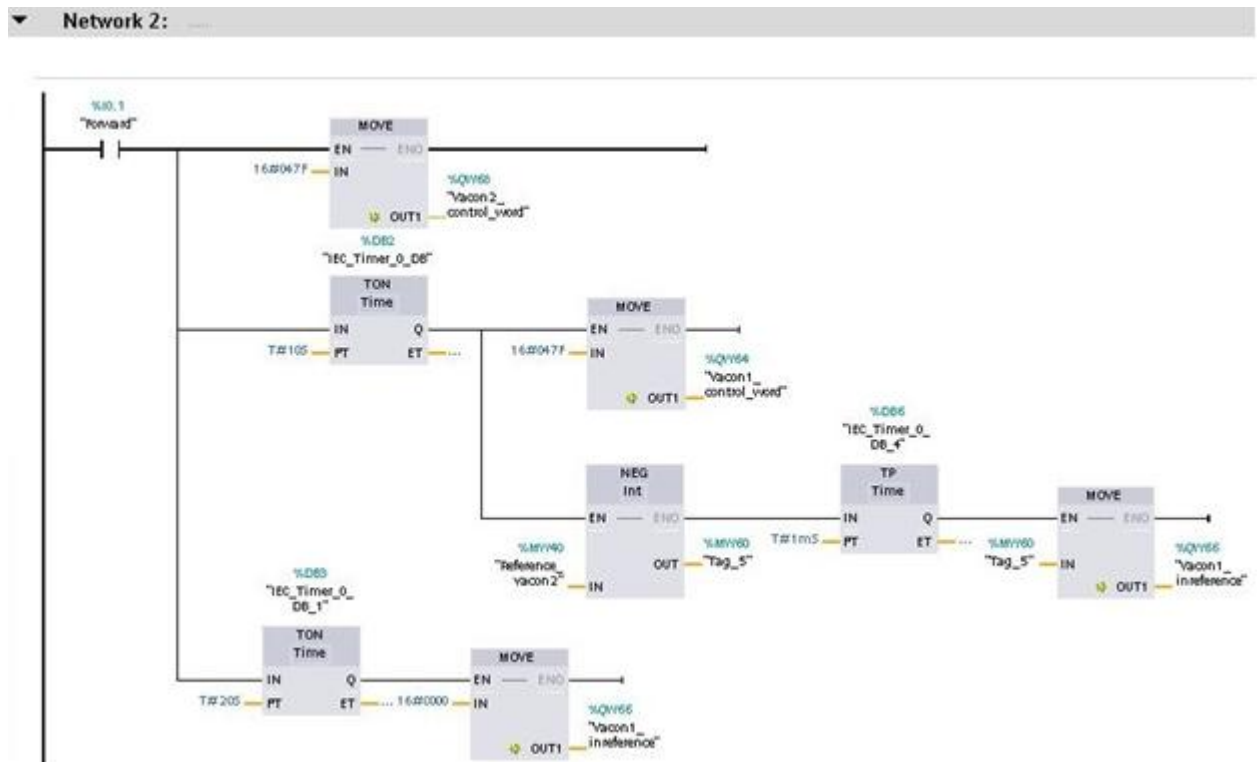 Network 2: .....
%I0.1
"Forward"
MOVE
EN ENO
16#047F IN
OUT1
%QW68
"Vacon2_
control_word"
%DB2
"IEC_Timer_0_DB"
TON
Time
IN Q
T#10S PT ET ...
MOVE
EN ENO
16#047F IN
OUT1
%QW64
"Vacon1_
control_word"
NEG
Int
EN ENO
%MW40
"Reference_
vacon2" IN
OUT
%MW60
"Tag_5"
%DB6
"IEC_Timer_0_
DB_4"
TP
Time
IN Q
T#1mS PT ET ...
MOVE
EN ENO
%MW60
"Tag_5" IN
OUT1
%QW66
"Vacon1_
inreference"
%DB3
"IEC_Timer_0_
DB_1"
TON
Time
IN Q
T#20S PT ET ...
MOVE
EN ENO
16#0000 IN
OUT1
%QW66
"Vacon1_
inreference"